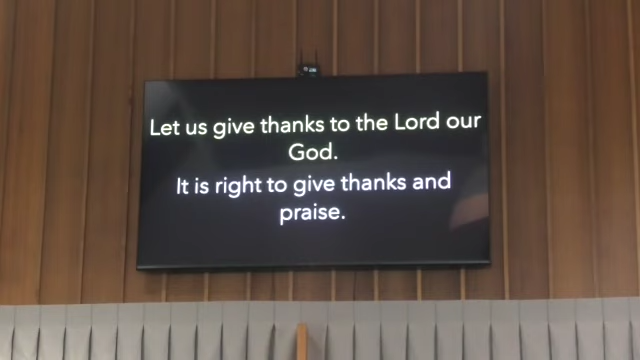 Let us give thanks to the Lord our
God.
It is right to give thanks and
praise.